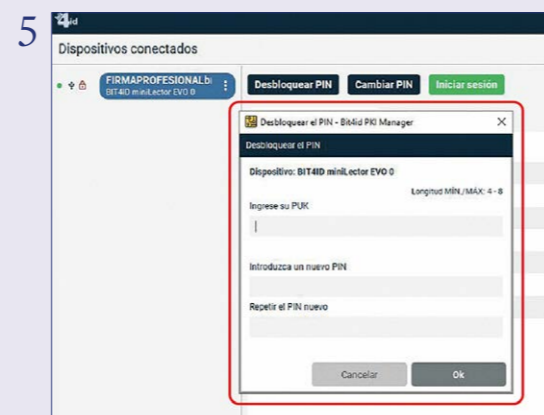 5
4id
Dispositivos conectados
FIRMAPROFESIONALbi
BIT4ID miniLector EVO 0
Desbloquear PIN
Cambiar PIN
Iniciar sesión
Desbloquear el PIN - Bit4id PKI Manager
Desbloquear el PIN
Dispositivo: BIT4ID miniLector EVO 0
Longitud MÍN./MÁX: 4 - 8
Ingrese su PUK
Introduzca un nuevo PIN
Repetir el PIN nuevo
Cancelar
Ok